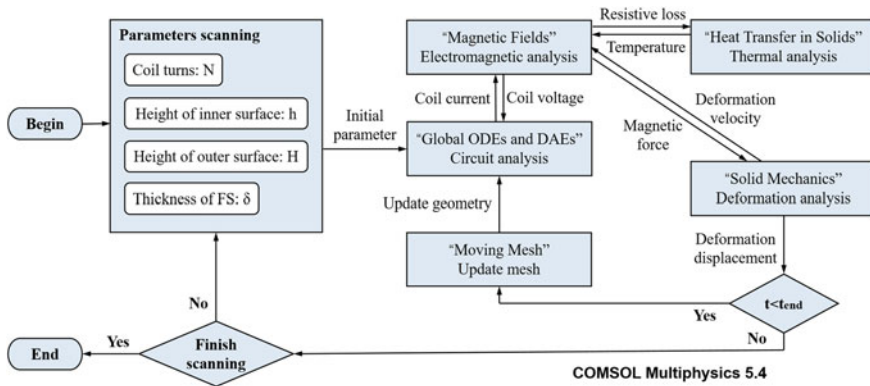 Parameters scanning
Coil turns: N
Height of inner surface: h
Height of outer surface: H
Thickness of FS: δ
Begin
Initial
parameter
"Magnetic Fields"
Electromagnetic analysis
Resistive loss
Temperature
"Heat Transfer in Solids"
Thermal analysis
Coil current
Coil voltage
"Global ODEs and DAEs"
Circuit analysis
Magnetic
force
Deformation
velocity
"Solid Mechanics"
Deformation analysis
Update geometry
"Moving Mesh"
Update mesh
Deformation
displacement
t<tend
Yes
No
No
Finish
scanning
Yes
End
COMSOL Multiphysics 5.4